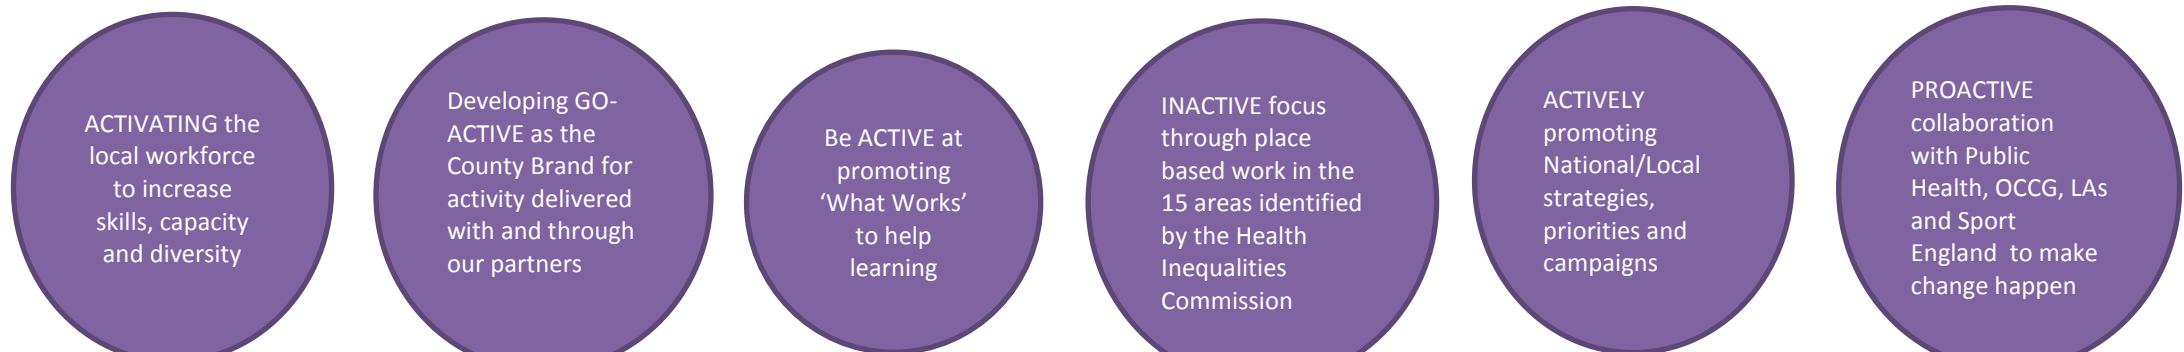 ACTIVATING the
local workforce
to increase
skills, capacity
and diversity
Developing GO-
ACTIVE as the
County Brand for
activity delivered
with and through
our partners
Be ACTIVE at
promoting
‘What Works’
to help
learning
INACTIVE focus
through place
based work in the
15 areas identified
by the Health
Inequalities
Commission
ACTIVELY
promoting
National/Local
strategies,
priorities and
campaigns
PROACTIVE
collaboration
with Public
Health, OCCG, LAs
and Sport
England  to make
change happen